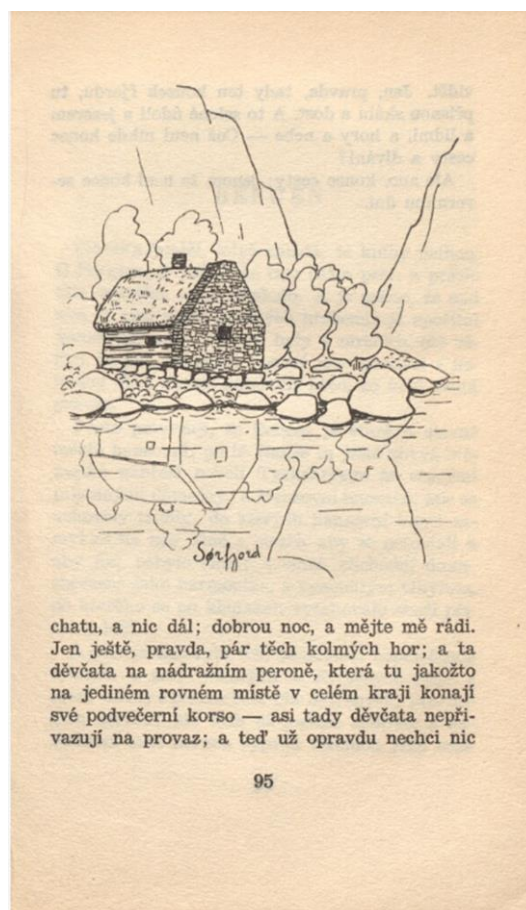 Sørfjord
chatu, a nic dál; dobrou noc, a mějte mě rádi.
Jen ještě, pravda, pár těch kolmých hor; a ta
děvčata na nádražním peroně, která tu jakožto
na jediném rovném místě v celém kraji konají
své podvečerní korso — asi tady děvčata nepři-
vazují na provaz; a teď už opravdu nechci nic
95